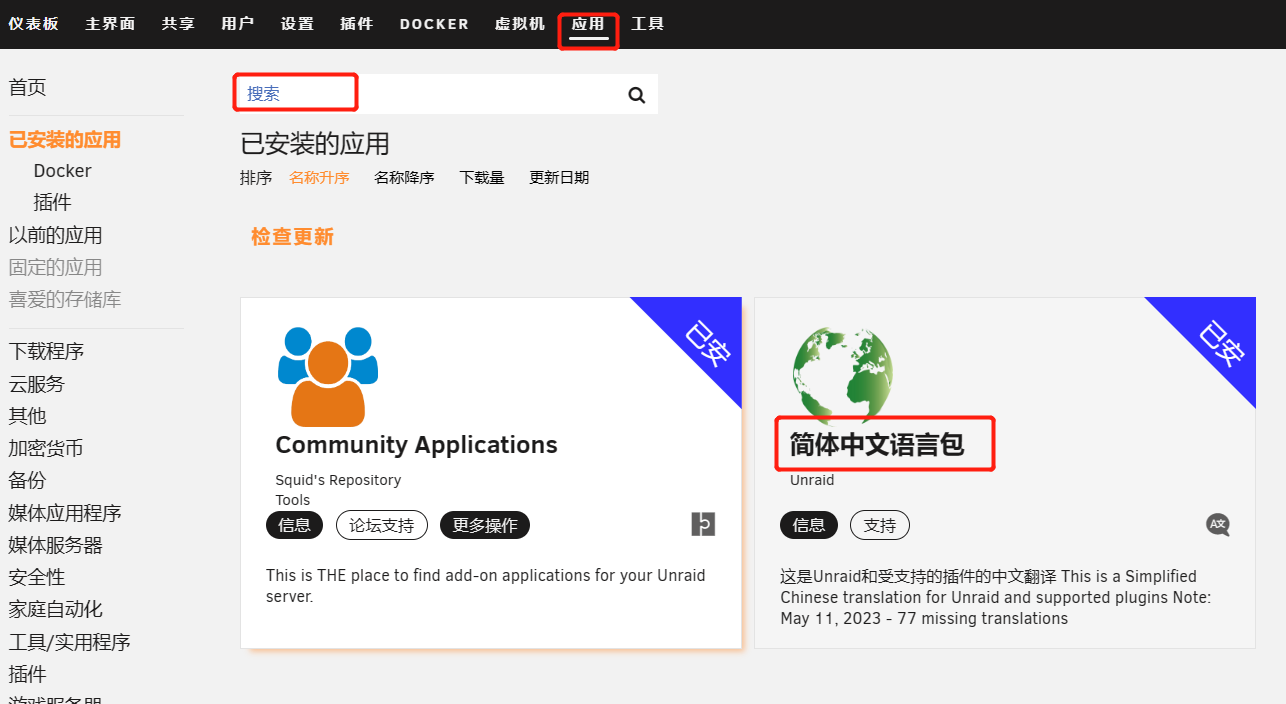 仪表板 主界面 共享 用户 设置 插件 DOCKER 虚拟机 应用 工具
首页
已安装的应用
Docker
插件
以前的应用
固定的应用
喜爱的存储库
下载程序
云服务
其他
加密货币
备份
媒体应用程序
媒体服务器
安全性
家庭自动化
工具/实用程序
插件
游戏服务器
搜索
已安装的应用
排序 名称升序 名称降序 下载量 更新日期
检查更新
已安
Community Applications
Squid's Repository
Tools
信息 论坛支持 更多操作
This is THE place to find add-on applications for your Unraid
server.
已安
简体中文语言包
Unraid
信息 支持
这是Unraid和受支持的插件的中文翻译 This is a Simplified
Chinese translation for Unraid and supported plugins Note:
May 11, 2023 - 77 missing translations